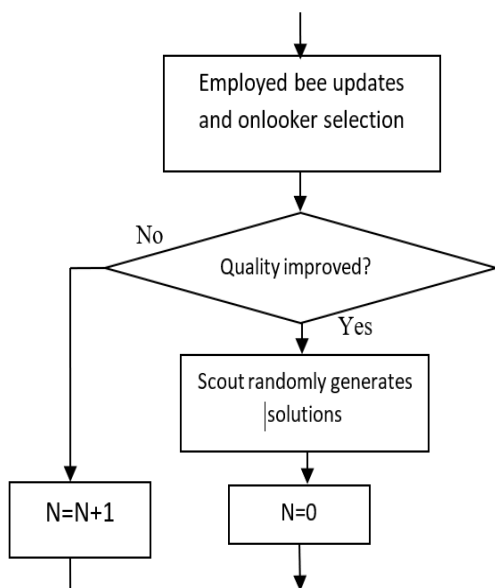 Employed bee updates
and onlooker selection
No
Quality improved?
Yes
Scout randomly generates
solutions
N=N+1
N=0